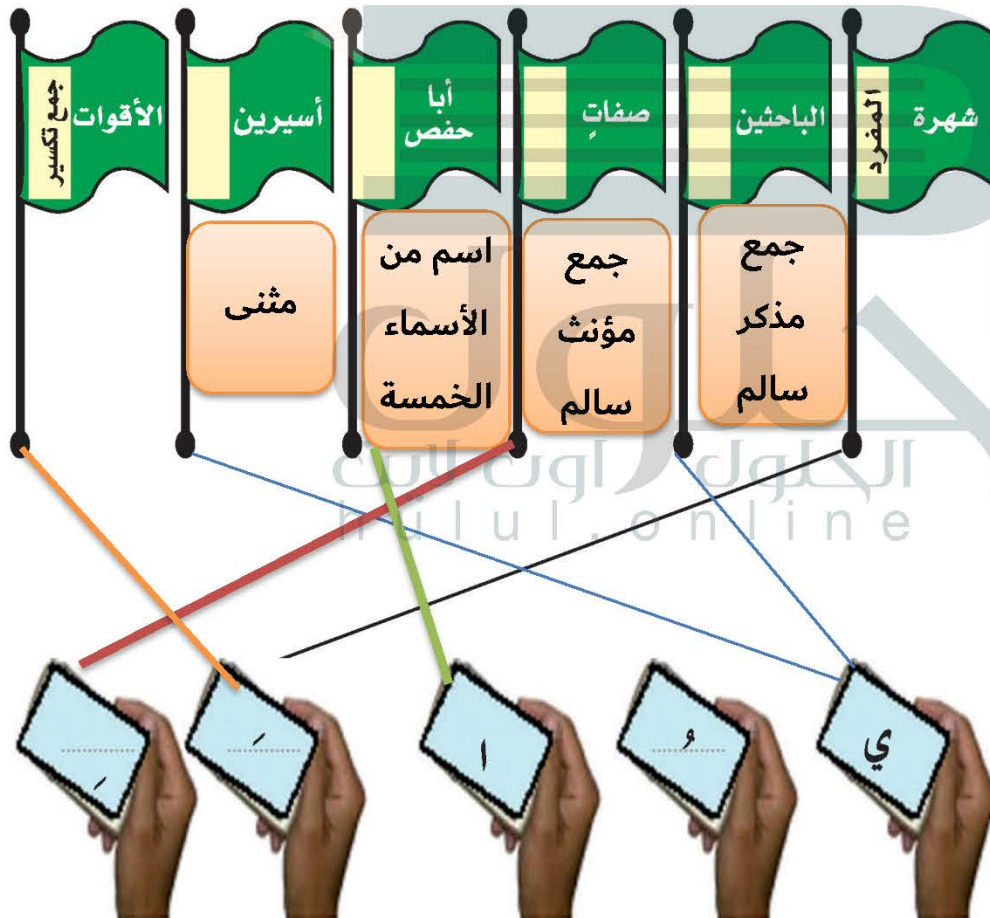 شهرة
المفرد
الباحثين
صفاتٍ
أبا
حفص
أسيرين
الأقوات
جمع تكسير
جمع
مذكر
سالم
جمع
مؤنث
سالم
اسم من
الأسماء
الخمسة
مثنى
حلول
الحلول اون لاين
hulul.online
ي
ُ
ا
َ
ِ